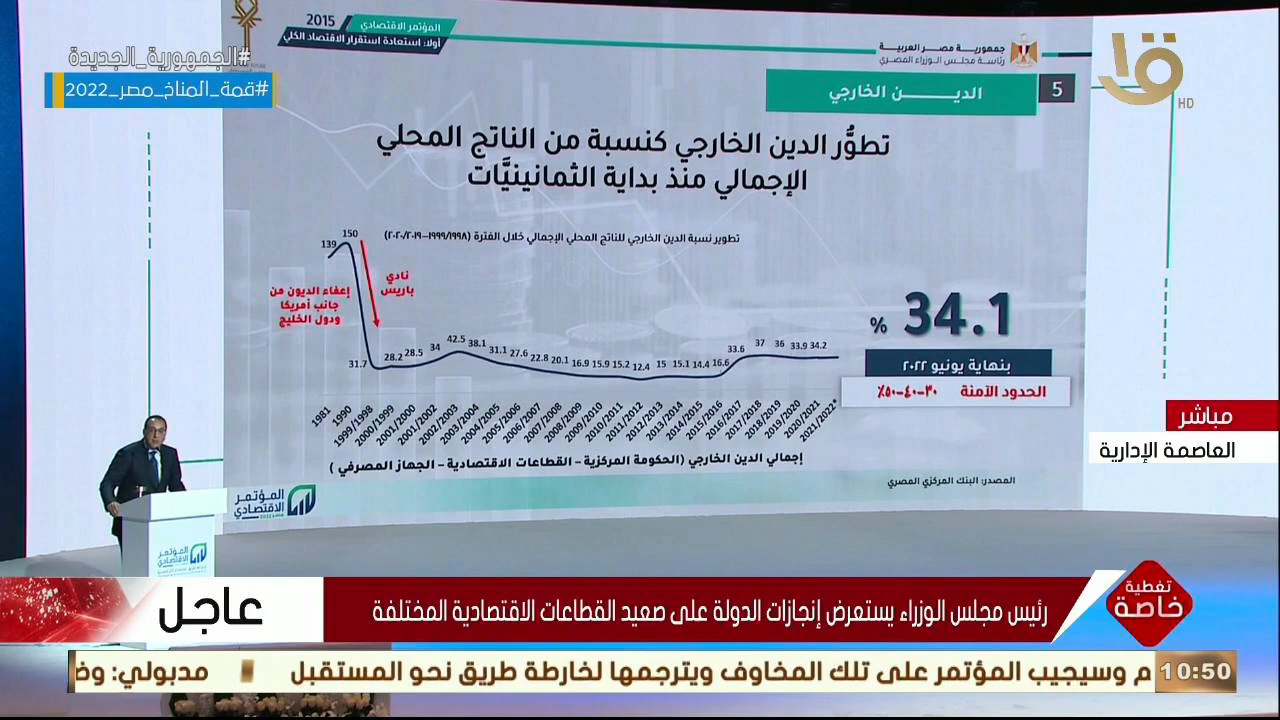 2015
المؤتمر الاقتصادي
أولا: استعادة استقرار الاقتصاد الكلي
جمهورية مصر العربية
رئاسة مجلس الوزراء المصري
#الجمهورية_الجديدة
#قمة_المناخ_مصر_2022
HD
5
الديــن الخارجي
تطوُّر الدين الخارجي كنسبة من الناتج المحلي
الإجمالي منذ بداية الثمانينيَّات
تطوير نسبة الدين الخارجي للناتج المحلي الإجمالي خلال الفترة (١٩٩٩/١٩٩٨–٢٠٢٠/٢٠١٩)
139 150 31.7 28.2 28.5 34 42.5 38.1 31.1 27.6 22.8 20.1 16.9 15.9 15.2 12.4 15 15.1 14.4 16.6 33.6 37 36 33.9 34.2
نادي
باريس
إعفاء الديون من
جانب أمريكا
ودول الخليج
34.1 %
بنهاية يونيو ٢٠٢٢
الحدود الآمنة ٣٠–٤٠–٥٠٪
1981 1990 1999/1998 2000/1999 2001/2000 2001/2002 2002/2003 2003/2004 2004/2005 2005/2006 2006/2007 2007/2008 2008/2009 2009/2010 2010/2011 2011/2012 2012/2013 2013/2014 2014/2015 2015/2016 2016/2017 2017/2018 2018/2019 2019/2020 2020/2021 2021/2022*
إجمالي الدين الخارجي (الحكومة المركزية – القطاعات الاقتصادية – الجهاز المصرفي )
المصدر: البنك المركزي المصري
المؤتمر
الاقتصادي
مباشر
العاصمة الإدارية
المؤتمر
الاقتصادي
تغطية
خاصة
رئيس مجلس الوزراء يستعرض إنجازات الدولة على صعيد القطاعات الاقتصادية المختلفة
عاجل
10:50
م وسيجيب المؤتمر على تلك المخاوف ويترجمها لخارطة طريق نحو المستقبل
مدبولي: وض